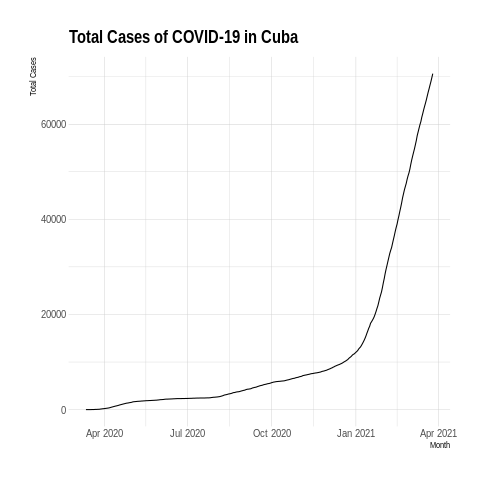 Total Cases of COVID-19 in Cuba
Total Cases
60000
40000
20000
0
Apr 2020 Jul 2020 Oct 2020 Jan 2021 Apr 2021
Month